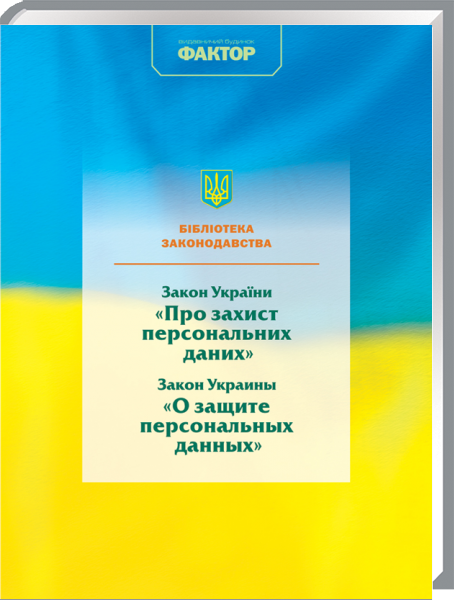 видавничий будинок
ФАКТОР
БІБЛІОТЕКА
ЗАКОНОДАВСТВА
Закон України
«Про захист
персональних
даних»
Закон Украины
«О защите
персональных
данных»